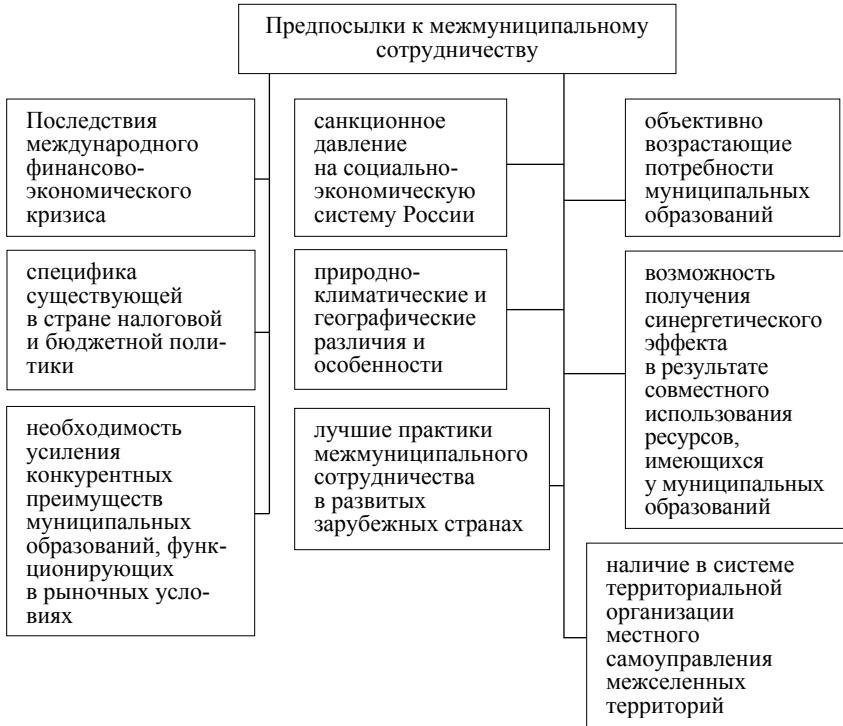 Предпосылки к межмуниципальному
сотрудничеству
Последствия
международного
финансово-
экономического
кризиса
санкционное
давление
на социально-
экономическую
систему России
объективно
возрастающие
потребности
муниципальных
образований
специфика
существующей
в стране налоговой
и бюджетной поли-
тики
природно-
климатические и
географические
различия и
особенности
возможность
получения
синергетического
эффекта
в результате
совместного
использования
ресурсов,
имеющихся
у муниципальных
образований
необходимость
усиления
конкурентных
преимуществ
муниципальных
образований, функ-
ционирующих
в рыночных усло-
виях
лучшие практики
межмуниципального
сотрудничества
в развитых
зарубежных странах
наличие в системе
территориальной
организации
местного
самоуправления
межселенных
территорий